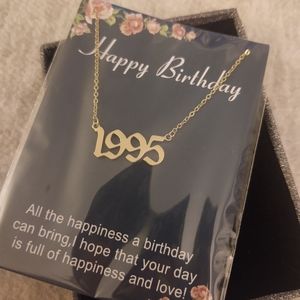 Happy Birthday
1995
All the happiness a birthday
can bring,I hope that your day
is full of happiness and love!